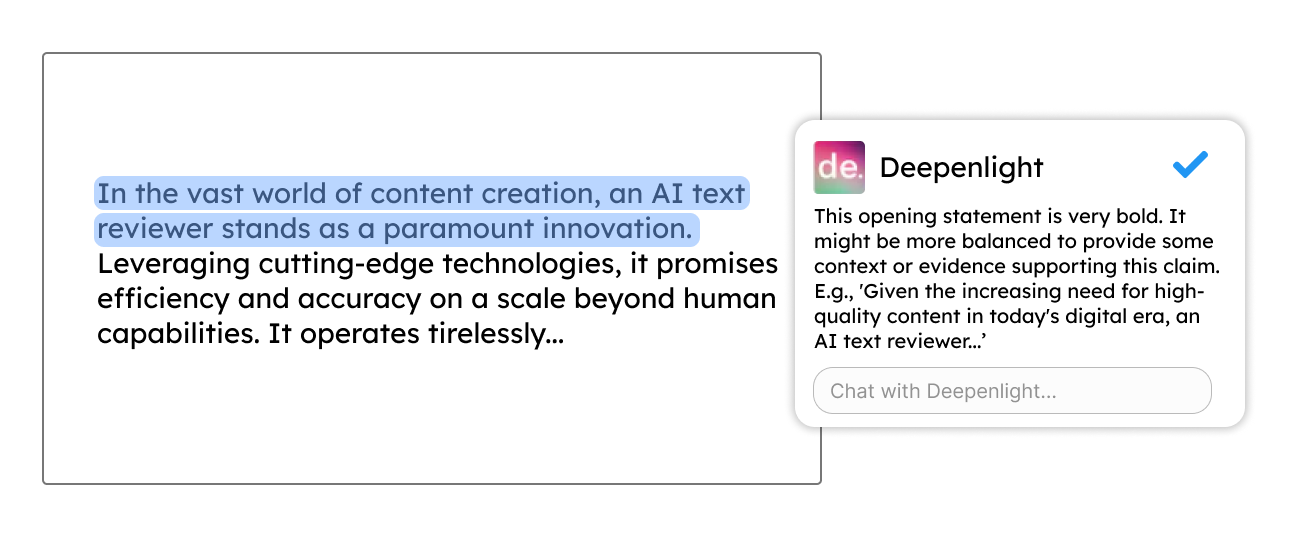 In the vast world of content creation, an AI text
reviewer stands as a paramount innovation.
Leveraging cutting-edge technologies, it promises
efficiency and accuracy on a scale beyond human
capabilities. It operates tirelessly...
de.
Deepenlight
This opening statement is very bold. It
might be more balanced to provide some
context or evidence supporting this claim.
E.g., 'Given the increasing need for high-
quality content in today's digital era, an
AI text reviewer...’
Chat with Deepenlight...